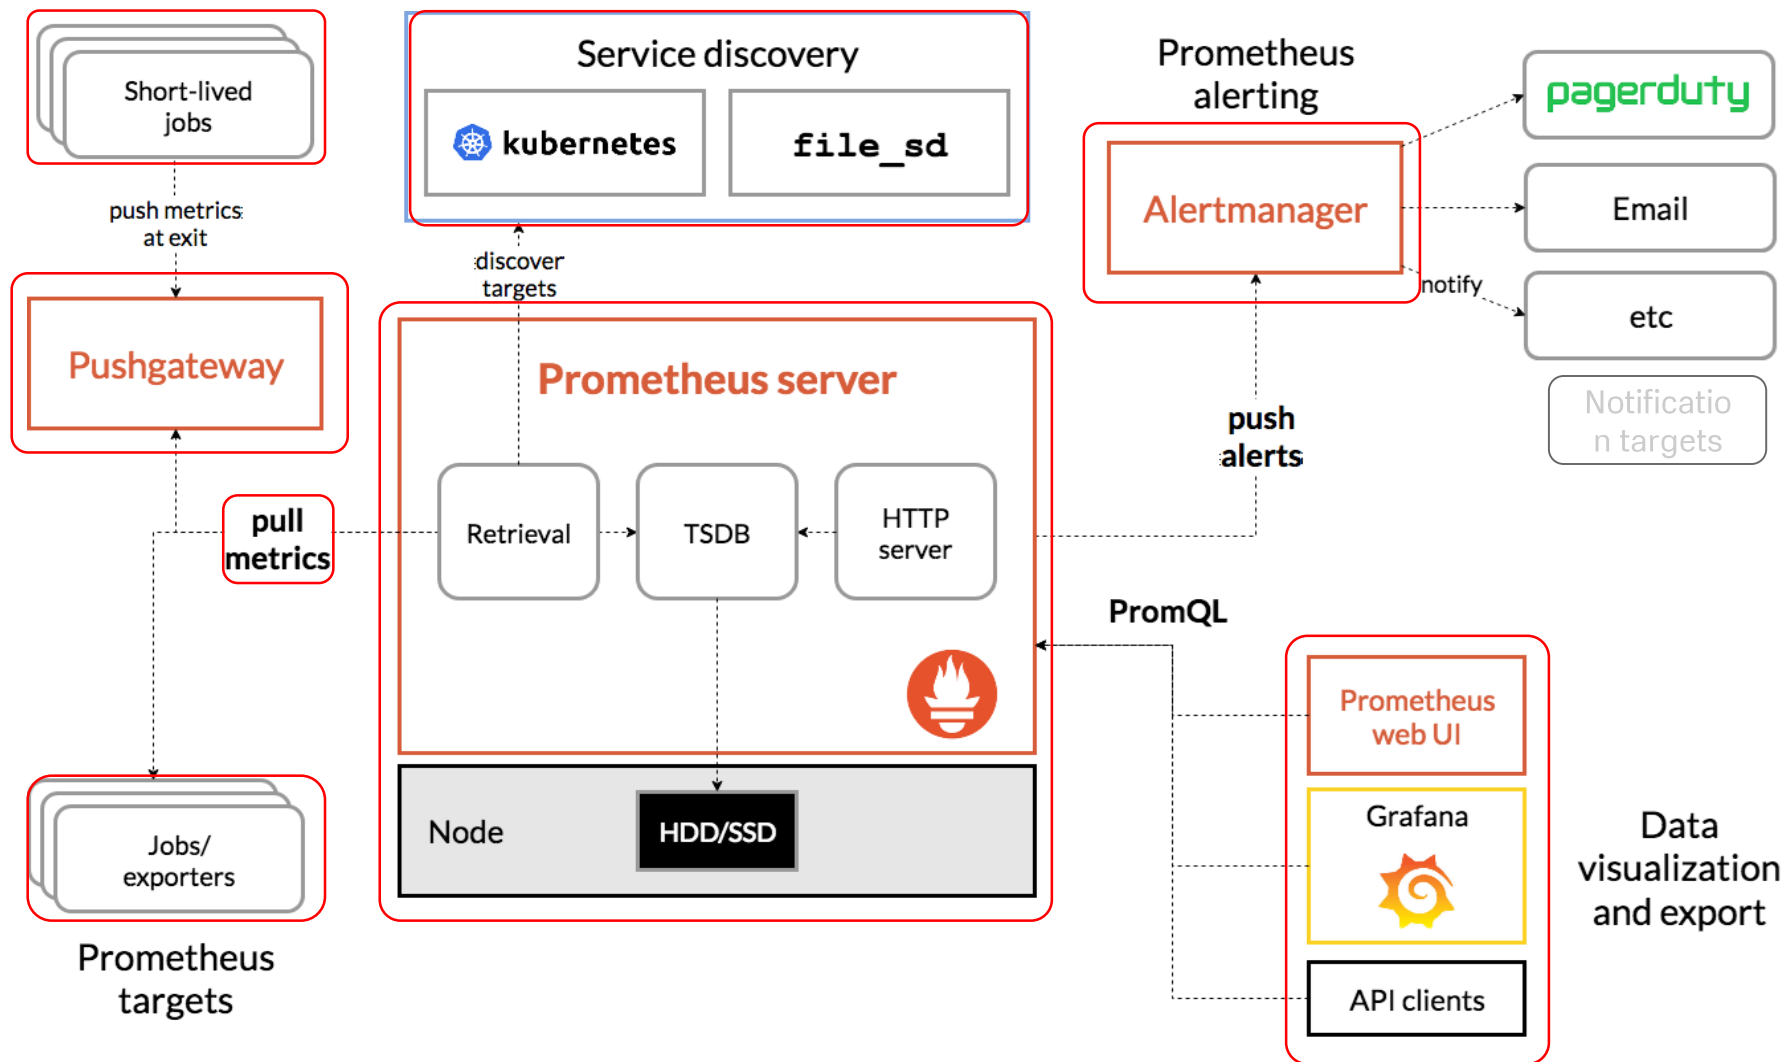 Short-lived
jobs
push metrics
at exit
Pushgateway
pull
metrics
Jobs/
exporters
Prometheus
targets
Service discovery
kubernetes
file_sd
discover
targets
Prometheus server
Retrieval
TSDB
HTTP
server
Node
HDD/SSD
Prometheus
alerting
Alertmanager
push
alerts
notify
pagerduty
Email
etc
Notificatio
n targets
PromQL
Prometheus
web UI
Grafana
API clients
Data
visualization
and export